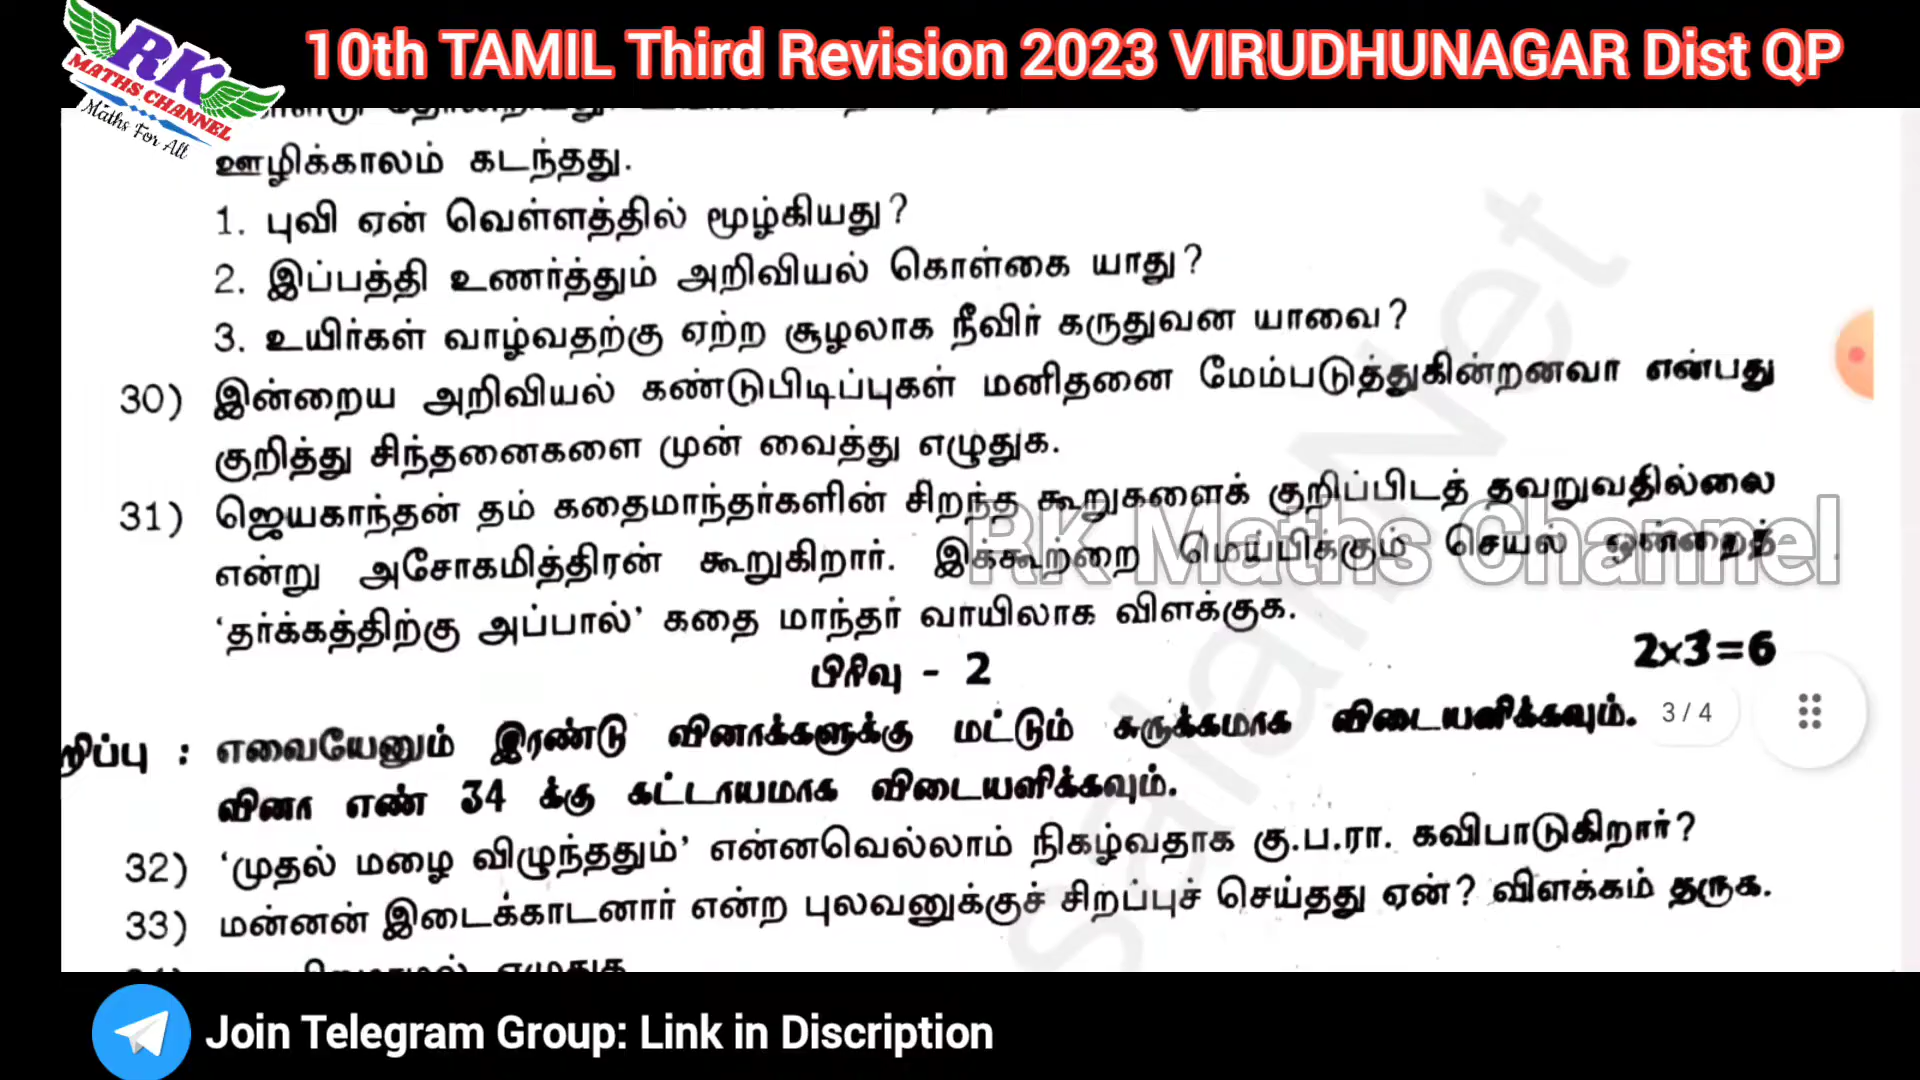 RK
MATHS CHANNEL
Maths For All
10th TAMIL Third Revision 2023 VIRUDHUNAGAR Dist QP
ஊழிக்காலம் கடந்தது.
1. புவி ஏன் வெள்ளத்தில் மூழ்கியது?
2. இப்பத்தி உணர்த்தும் அறிவியல் கொள்கை யாது?
3. உயிர்கள் வாழ்வதற்கு ஏற்ற சூழலாக நீவிர் கருதுவன யாவை?
30) இன்றைய அறிவியல் கண்டுபிடிப்புகள் மனிதனை மேம்படுத்துகின்றனவா என்பது
குறித்து சிந்தனைகளை முன் வைத்து எழுதுக.
31) ஜெயகாந்தன் தம் கதைமாந்தர்களின் சிறந்த கூறுகளைக் குறிப்பிடத் தவறுவதில்லை
என்று அசோகமித்திரன் கூறுகிறார். இக்கூற்றை மெய்பிக்கும் செயல் ஒன்றைத்
'தர்க்கத்திற்கு அப்பால்' கதை மாந்தர் வாயிலாக விளக்குக.
RK Maths Channel
பிரிவு - 2
2x3=6
றிப்பு : எவையேனும் இரண்டு வினாக்களுக்கு மட்டும் சுருக்கமாக விடையளிக்கவும்.
3 / 4
வினா எண் 34 க்கு கட்டாயமாக விடையளிக்கவும்.
32) 'முதல் மழை விழுந்ததும்' என்னவெல்லாம் நிகழ்வதாக கு.ப.ரா. கவிபாடுகிறார்?
33) மன்னன் இடைக்காடனார் என்ற புலவனுக்குச் சிறப்புச் செய்தது ஏன்? விளக்கம் தருக.
Join Telegram Group: Link in Discription